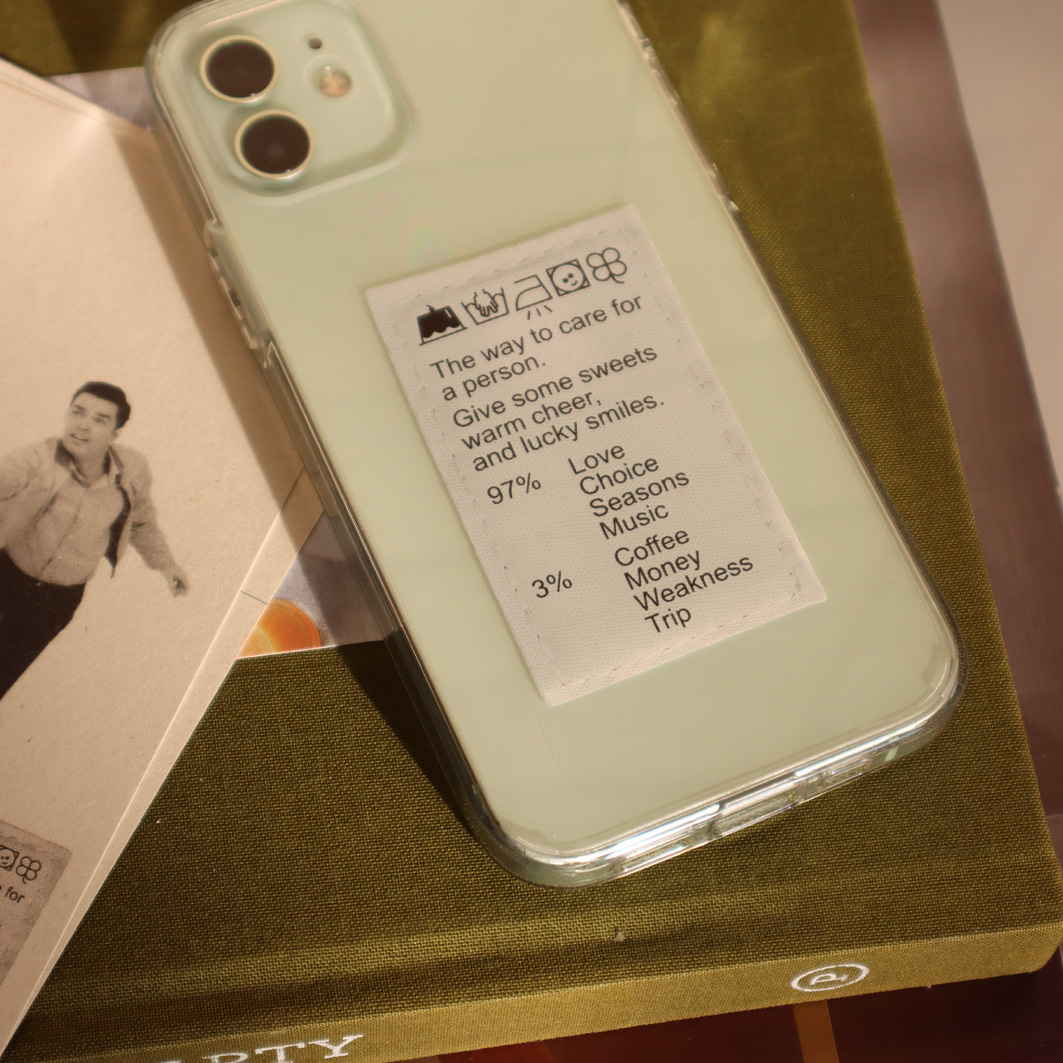 The way to care for
a person.
Give some sweets
warm cheer,
and lucky smiles.
97% Love
Choice
Seasons
Music
3% Coffee
Money
Weakness
Trip
for